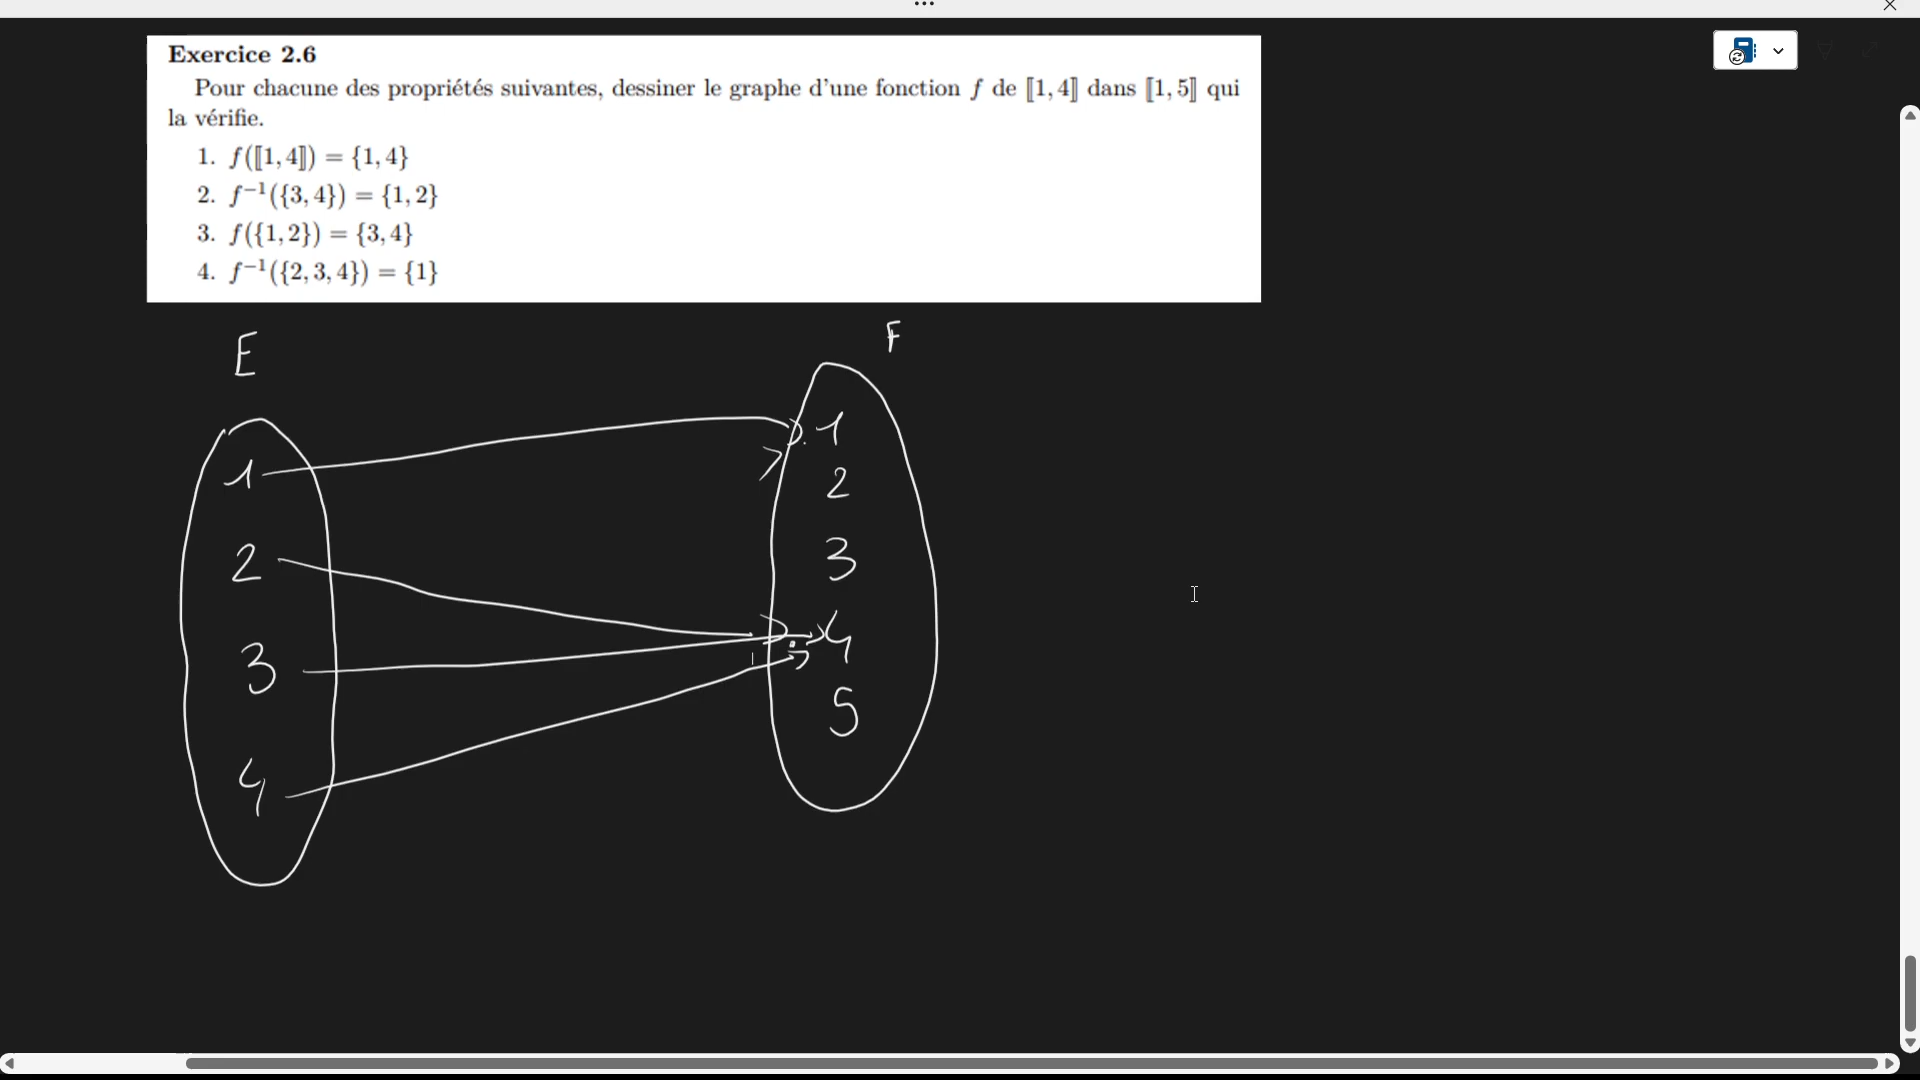 Exercice 2.6
Pour chacune des propriétés suivantes, dessiner le graphe d'une fonction f de ⟦1, 4⟧ dans ⟦1, 5⟧ qui
la vérifie.
1. f(⟦1, 4⟧) = {1, 4}
2. f⁻¹({3, 4}) = {1, 2}
3. f({1, 2}) = {3, 4}
4. f⁻¹({2, 3, 4}) = {1}
E
F
1
2
3
4
1
2
3
4
5